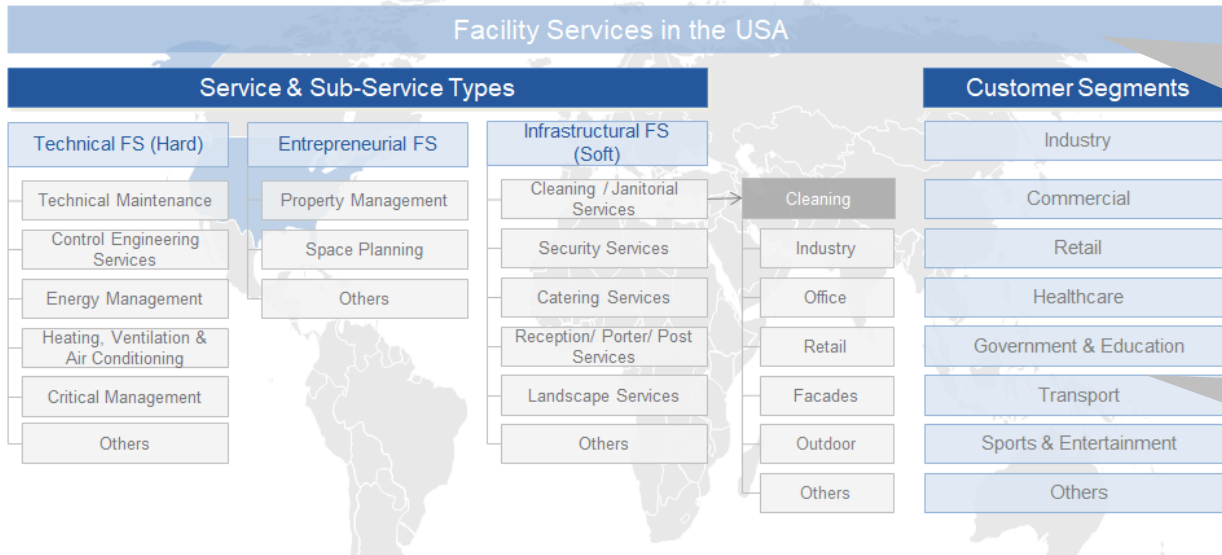 Facility Services in the USA
Service & Sub-Service Types
Technical FS (Hard)
Technical Maintenance
Control Engineering
Services
Energy Management
Heating, Ventilation &
Air Conditioning
Critical Management
Others
Entrepreneurial FS
Property Management
Space Planning
Others
Infrastructural FS
(Soft)
Cleaning / Janitorial
Services
Security Services
Catering Services
Reception/ Porter/ Post
Services
Landscape Services
Others
Cleaning
Industry
Office
Retail
Facades
Outdoor
Others
Customer Segments
Industry
Commercial
Retail
Healthcare
Government & Education
Transport
Sports & Entertainment
Others